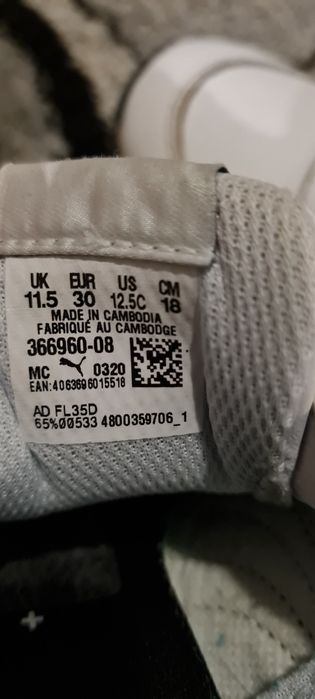 UK EUR US CM
11.5 30 12.5C 18
MADE IN CAMBODIA
FABRIQUÉ AU CAMBODGE
366960-08
MC 0320
EAN:4063696015518
AD FL35D
65%00533 4800359706_1